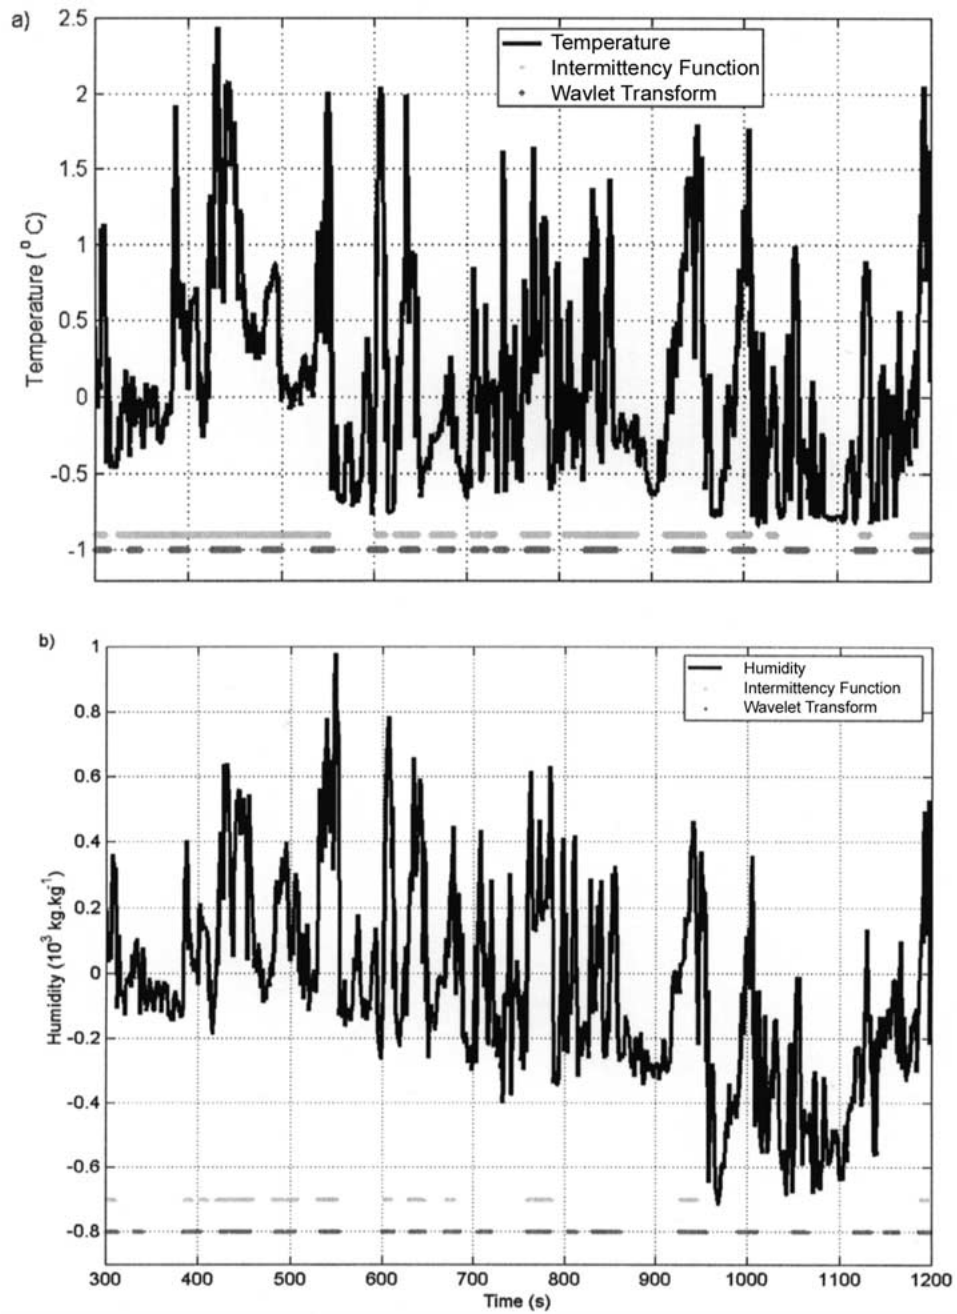 a)
2.5
2
1.5
1
0.5
0
-0.5
-1
Temperature (⁰ C)
Temperature
Intermittency Function
Wavlet Transform
b)
1
0.8
0.6
0.4
0.2
0
-0.2
-0.4
-0.6
-0.8
Humidity (10³ kg.kg⁻¹)
Humidity
Intermittency Function
Wavelet Transform
300 400 500 600 700 800 900 1000 1100 1200
Time (s)